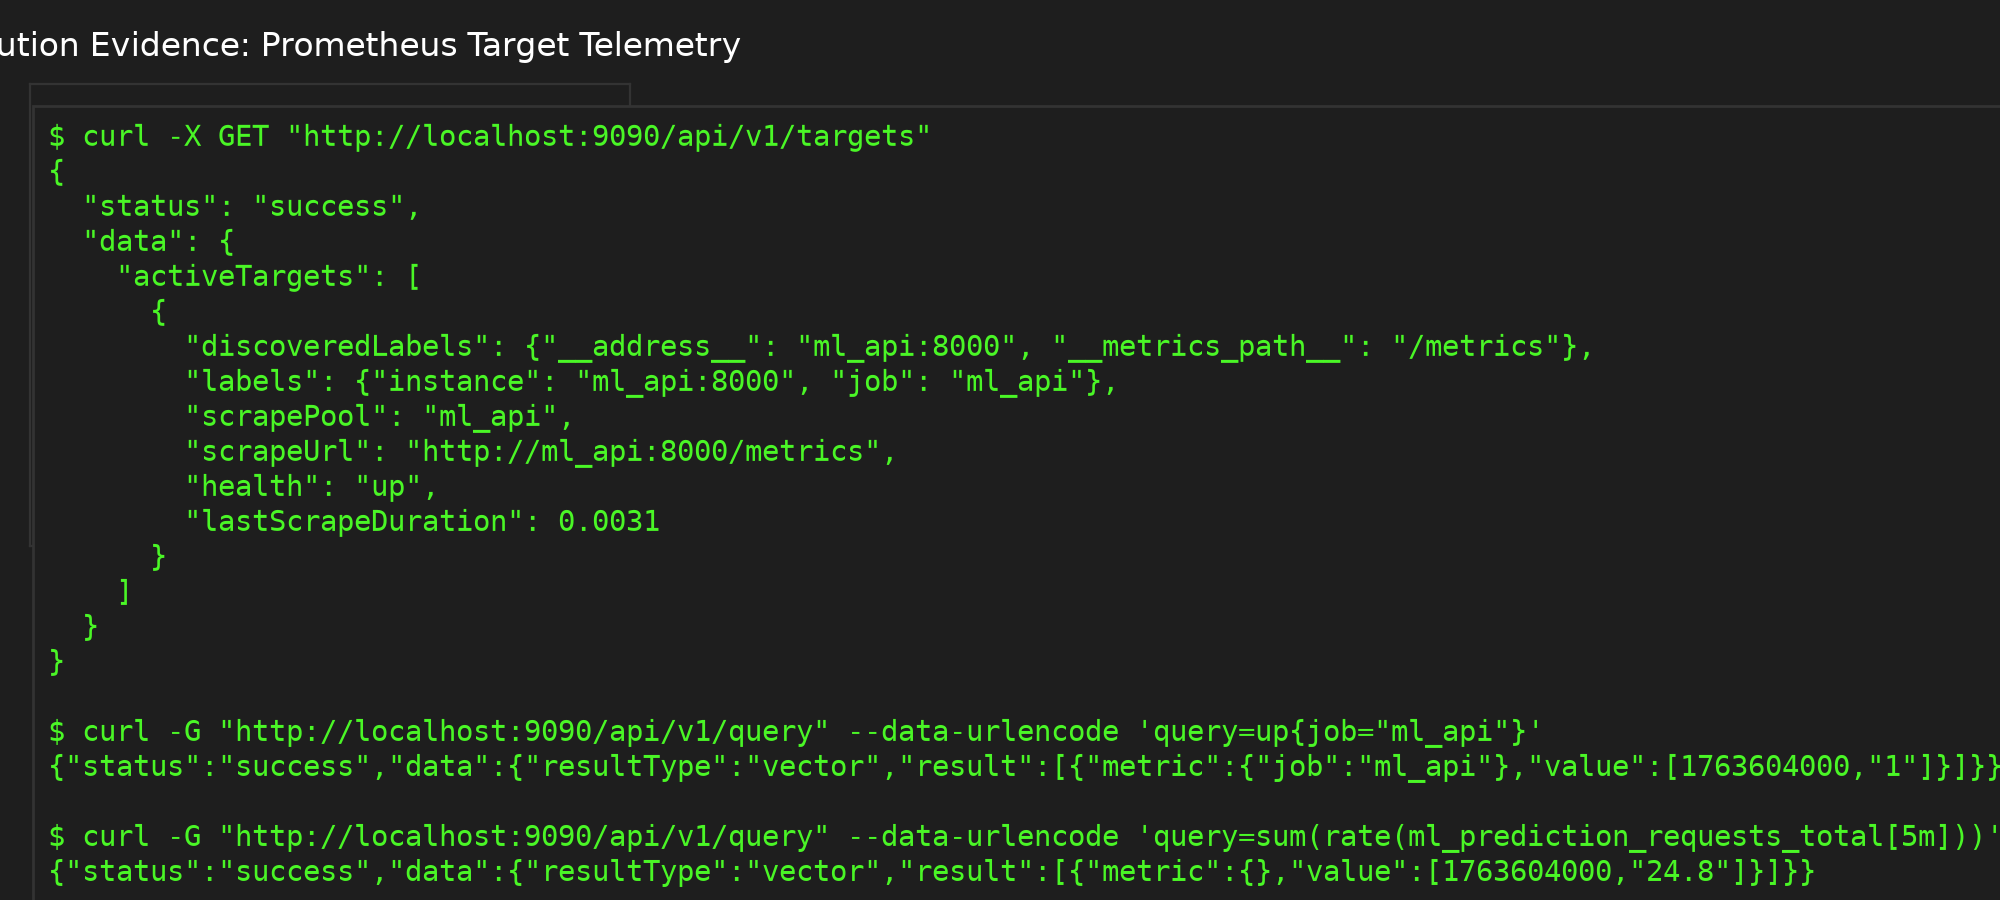 ution Evidence: Prometheus Target Telemetry
$ curl -X GET "http://localhost:9090/api/v1/targets"
{
  "status": "success",
  "data": {
    "activeTargets": [
      {
        "discoveredLabels": {"__address__": "ml_api:8000", "__metrics_path__": "/metrics"},
        "labels": {"instance": "ml_api:8000", "job": "ml_api"},
        "scrapePool": "ml_api",
        "scrapeUrl": "http://ml_api:8000/metrics",
        "health": "up",
        "lastScrapeDuration": 0.0031
      }
    ]
  }
}
$ curl -G "http://localhost:9090/api/v1/query" --data-urlencode 'query=up{job="ml_api"}'
{"status":"success","data":{"resultType":"vector","result":[{"metric":{"job":"ml_api"},"value":[1763604000,"1"]}]}}
$ curl -G "http://localhost:9090/api/v1/query" --data-urlencode 'query=sum(rate(ml_prediction_requests_total[5m]))'
{"status":"success","data":{"resultType":"vector","result":[{"metric":{},"value":[1763604000,"24.8"]}]}}